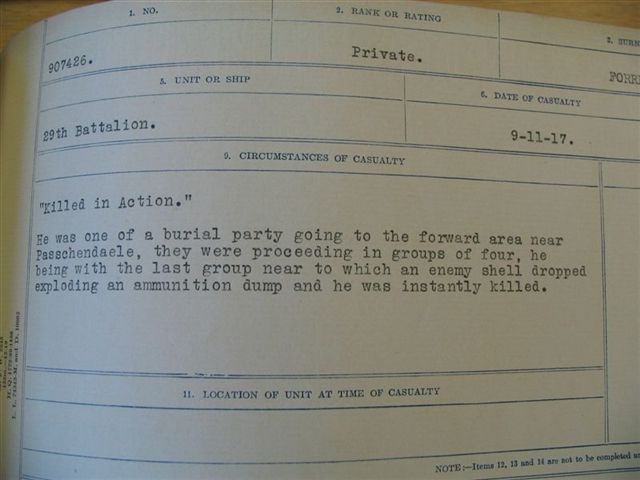 1. NO.
2. RANK OR RATING
3. SURN
907426.
Private.
FORR
5. UNIT OR SHIP
6. DATE OF CASUALTY
29th Battalion.
9-11-17.
9. CIRCUMSTANCES OF CASUALTY
"Killed in Action."
He was one of a burial party going to the forward area near
Passchendaele, they were proceeding in groups of four, he
being with the last group near to which an enemy shell dropped
exploding an ammunition dump and he was instantly killed.
11. LOCATION OF UNIT AT TIME OF CASUALTY
NOTE:—Items 12, 13 and 14 are not to be completed